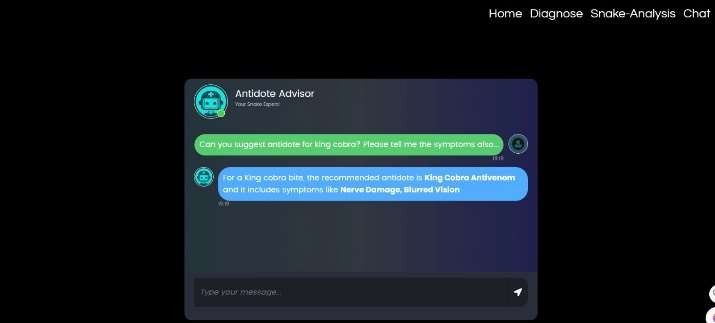 Home Diagnose Snake-Analysis Chat
Antidote Advisor
Your Snake Expert!
Can you suggest antidote for king cobra? Please tell me the symptoms also...
For a King cobra bite, the recommended antidote is King Cobra Antivenom
and it includes symptoms like Nerve Damage, Blurred Vision
Type your message...